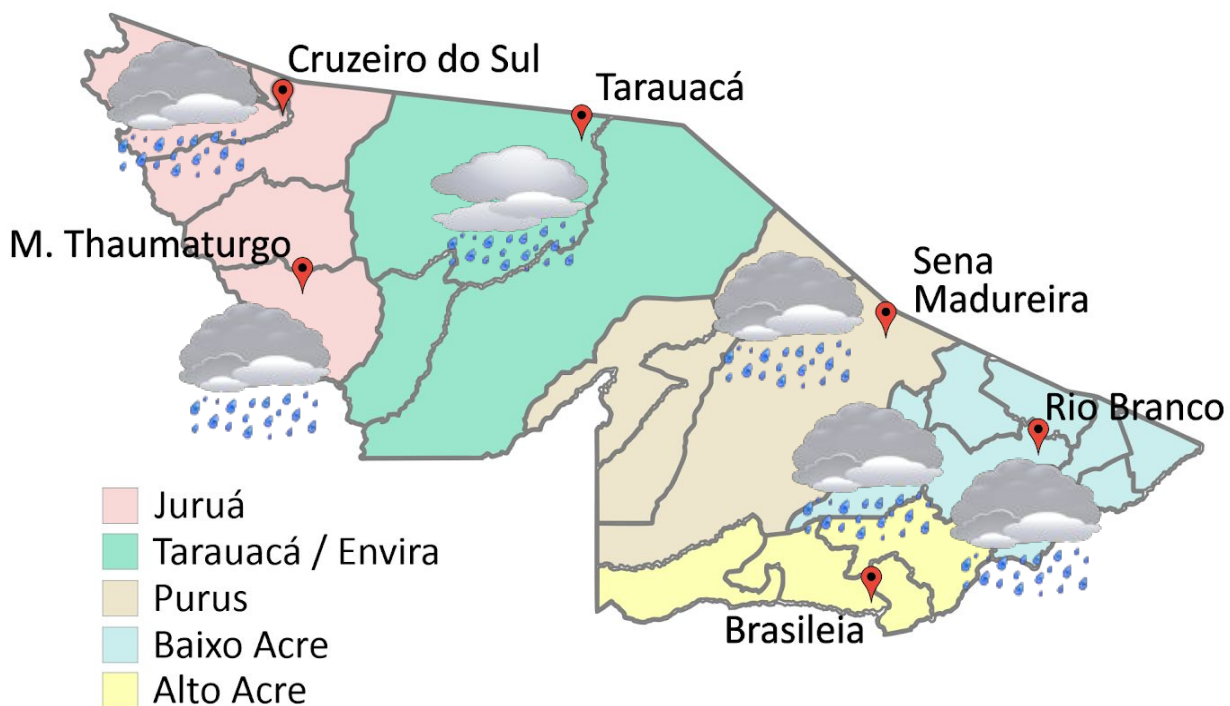 Cruzeiro do Sul
Tarauacá
M. Thaumaturgo
Sena
Madureira
Rio Branco
Brasileia
Juruá
Tarauacá / Envira
Purus
Baixo Acre
Alto Acre